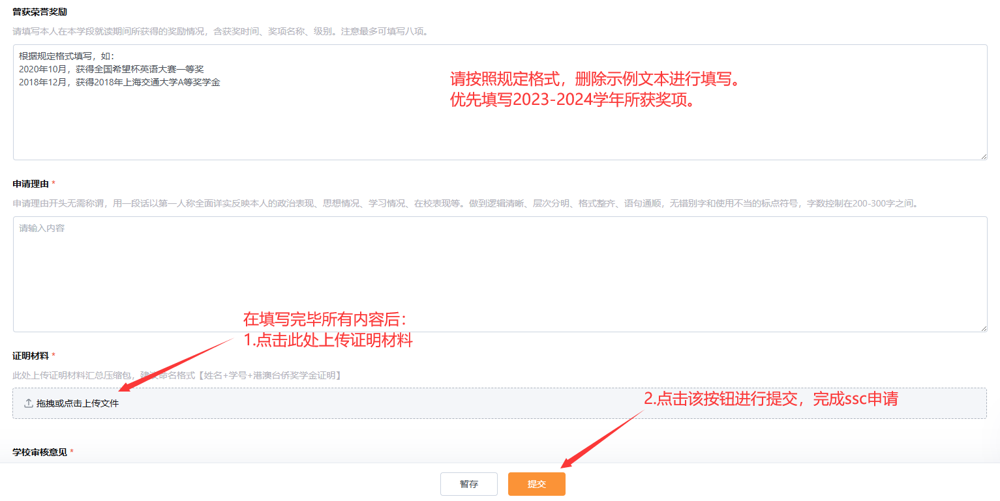 曾获荣誉奖励
请填写本人在本学段就读期间所获得的奖励情况，含获奖时间、奖项名称、级别。注意最多可填写八项。
根据规定格式填写，如：
2020年10月，获得全国希望杯英语大赛一等奖
2018年12月，获得2018年上海交通大学A等奖学金
请按照规定格式，删除示例文本进行填写。
优先填写2023-2024学年所获奖项。
申请理由 *
申请理由开头无需称谓，用一段话以第一人称全面详实反映本人的政治表现、思想情况、学习情况、在校表现等。做到逻辑清晰、层次分明、格式整齐、语句通顺，无错别字和使用不当的标点符号，字数控制在200-300字之间。
请输入内容
在填写完毕所有内容后：
1.点击此处上传证明材料
证明材料 *
此处上传证明材料汇总压缩包，建议命名格式【姓名+学号+港澳台侨奖学金证明】
拖拽或点击上传文件
2.点击该按钮进行提交，完成ssc申请
学校审核意见 *
暂存
提交